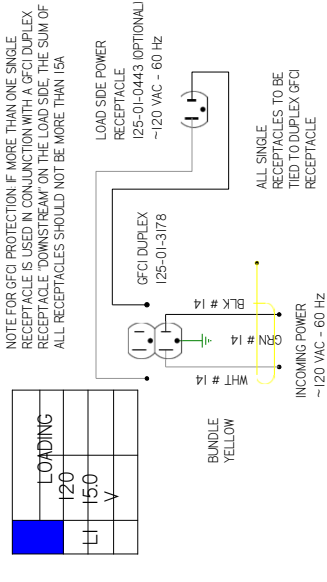 NOTE FOR GFCI PROTECTION: IF MORE THAN ONE SINGLE
RECEPTACLE IS USED IN CONJUNCTION WITH A GFCI DUPLEX
RECEPTACLE "DOWNSTREAM" ON THE LOAD SIDE, THE SUM OF
ALL RECEPTACLES SHOULD NOT BE MORE THAN 15A
LOADING
120
L1 15.0
V
LOAD SIDE POWER
RECEPTACLE
125-01-0443 (OPTIONAL)
~120 VAC - 60 Hz
GFCI DUPLEX
125-01-3178
ALL SINGLE
RECEPTACLES TO BE
TIED TO DUPLEX GFCI
RECEPTACLE
BUNDLE
YELLOW
WHT # 14
GRN # 14
BLK # 14
INCOMING POWER
~120 VAC - 60 Hz